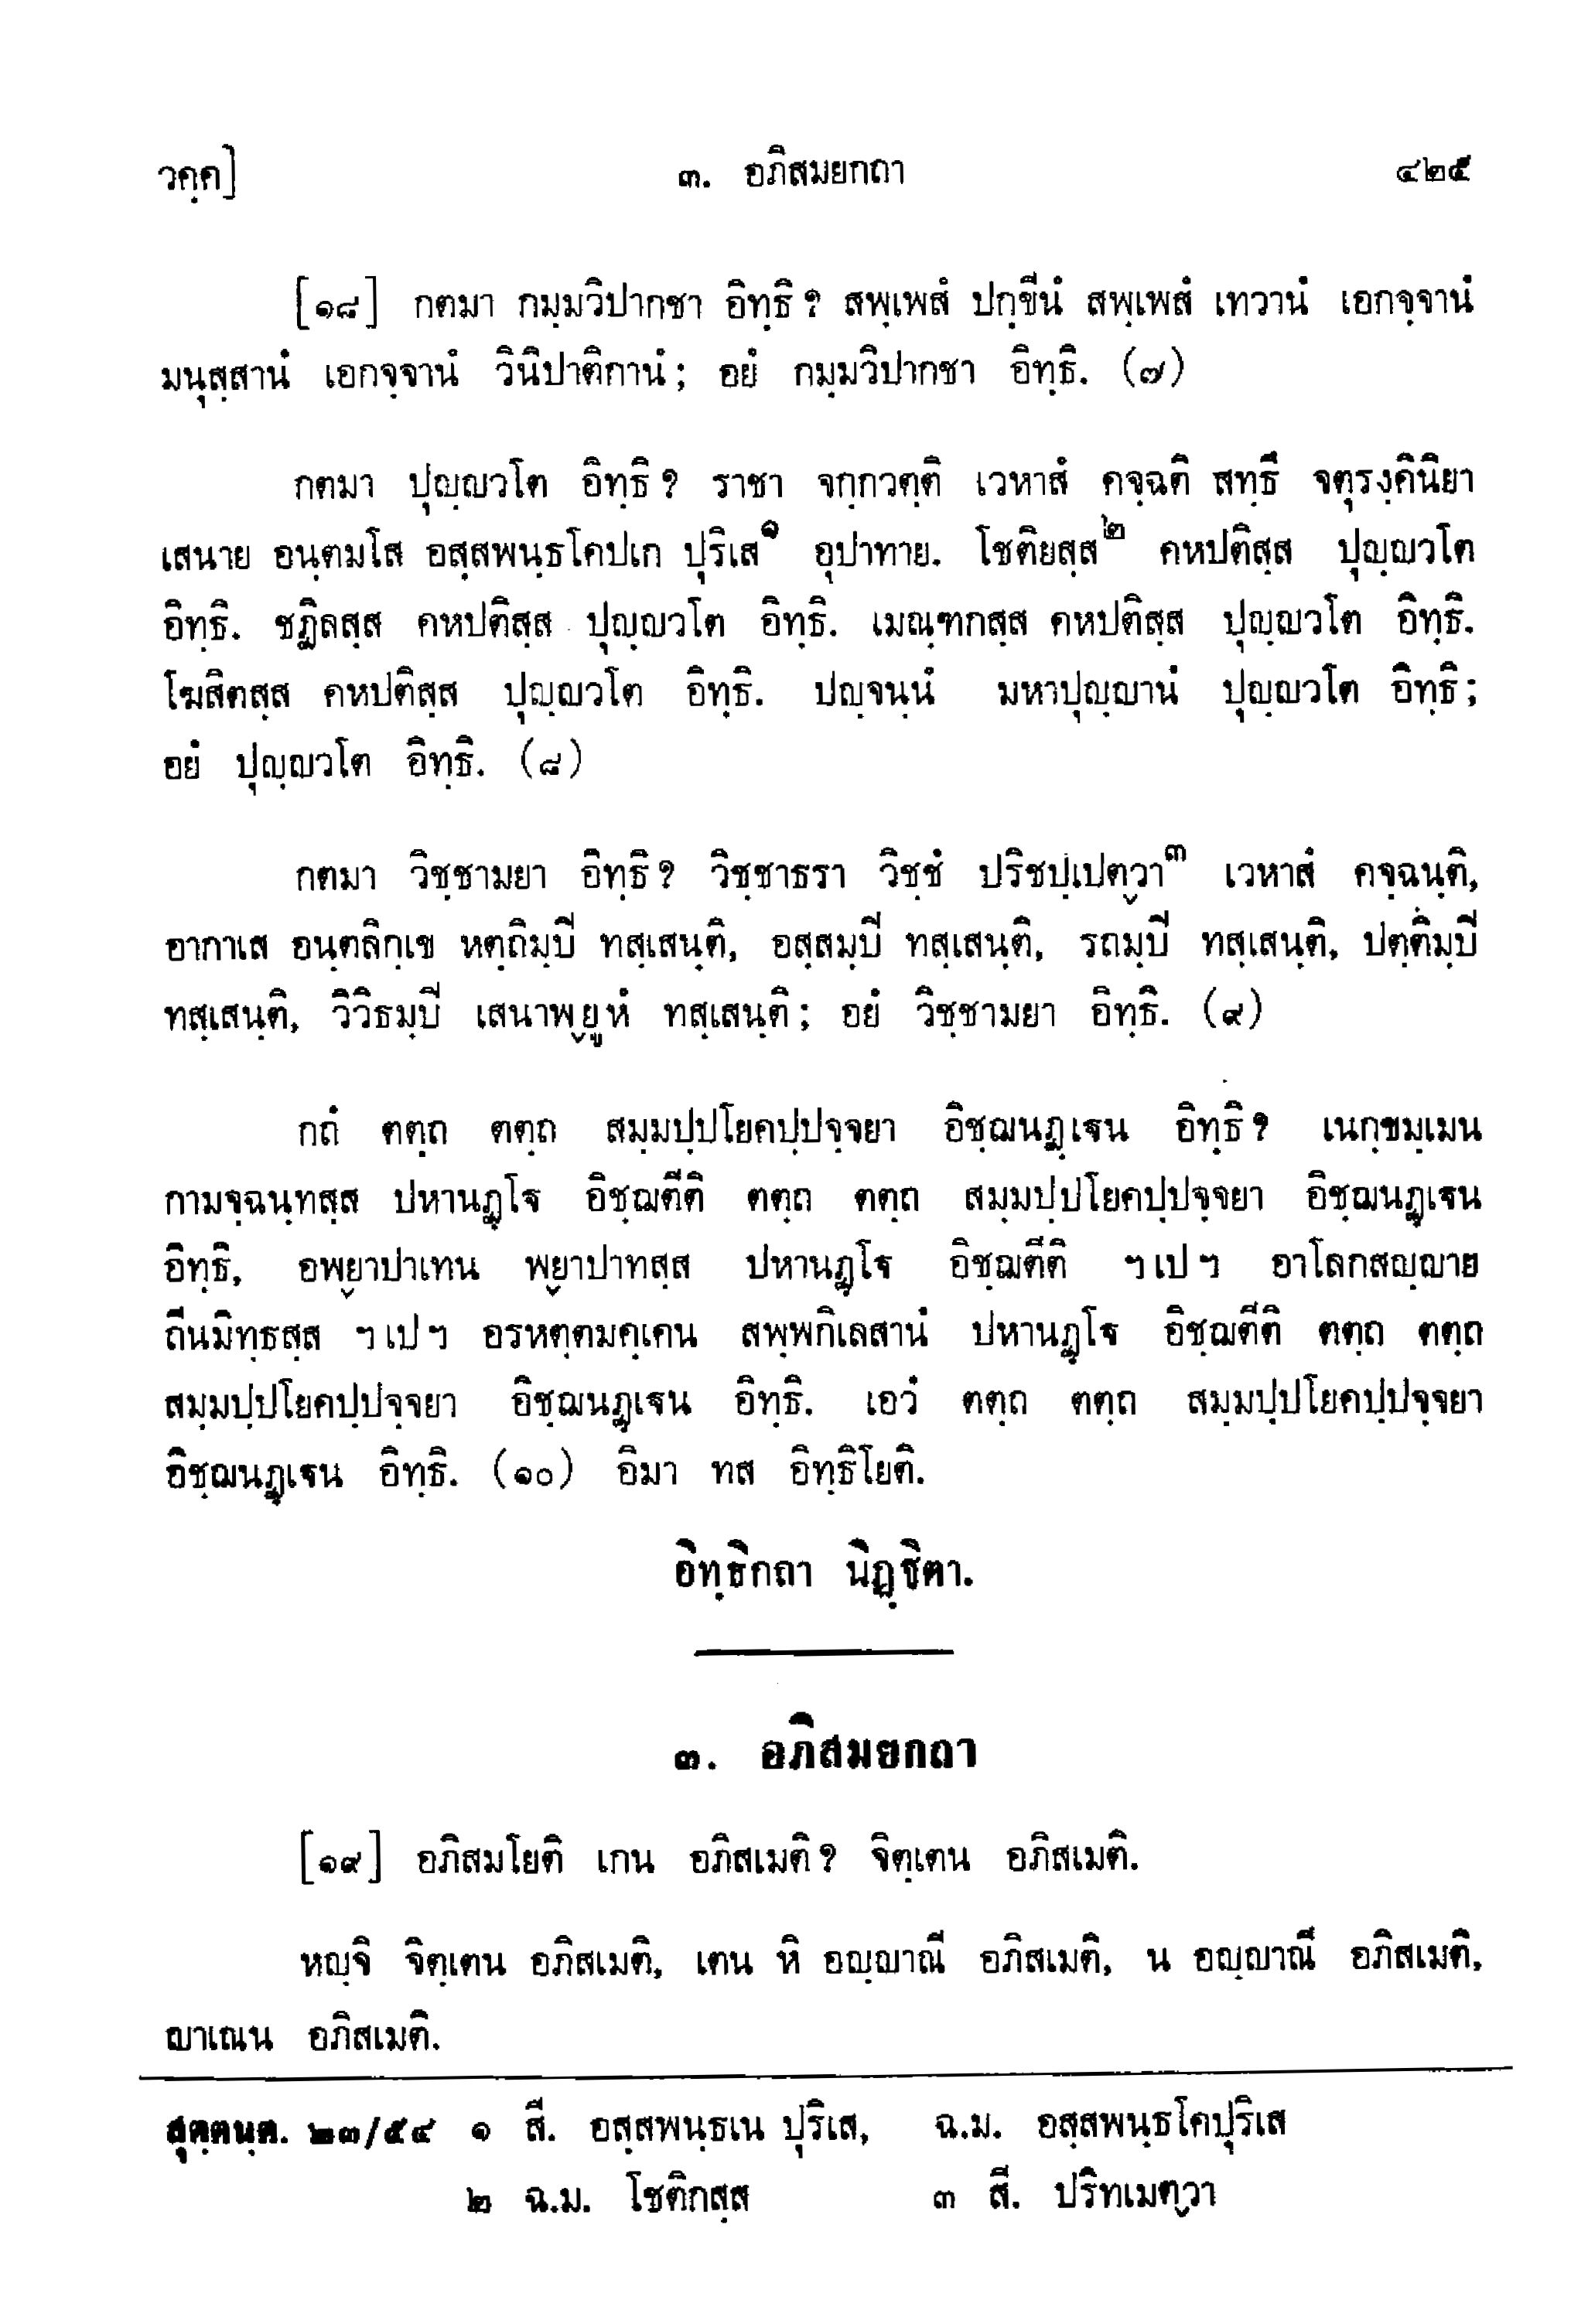 วคฺค] ๓. อภิสมยกถา ๔๒๕
[๑๘] กตมา กมฺมวิปากชา อิทฺธิ? สพฺเพสํ ปกฺขีนํ สพฺเพสํ เทวานํ เอกจฺจานํ
มนุสฺสานํ เอกจฺจานํ วินิปาติกานํ; อยํ กมฺมวิปากชา อิทฺธิ. (๗)
กตมา ปุญฺญวโต อิทฺธิ? ราชา จกฺกวตฺติ เวหาสํ คจฺฉติ สทฺธึ จตุรงฺคินิยา
เสนาย อนฺตมโส อสฺสพนฺธโคปเก ปุริเส๑ อุปาทาย. โชติยสฺส๒ คหปติสฺส ปุญฺญวโต
อิทฺธิ. ชฏิลสฺส คหปติสฺส ปุญฺญวโต อิทฺธิ. เมณฺฑกสฺส คหปติสฺส ปุญฺญวโต อิทฺธิ.
โฆสิตสฺส คหปติสฺส ปุญฺญวโต อิทฺธิ. ปญฺจนฺนํ มหาปุญฺญานํ ปุญฺญวโต อิทฺธิ;
อยํ ปุญฺญวโต อิทฺธิ. (๘)
กตมา วิชฺชามยา อิทฺธิ? วิชฺชาธรา วิชฺชํ ปริชปฺเปตฺวา๓ เวหาสํ คจฺฉนฺติ,
อากาเส อนฺตลิกฺเข หตฺถิมฺปิ ทสฺเสนฺติ, อสฺสมฺปิ ทสฺเสนฺติ, รถมฺปิ ทสฺเสนฺติ, ปตฺติมฺปิ
ทสฺเสนฺติ, วิวิธมฺปิ เสนาพฺยูหํ ทสฺเสนฺติ; อยํ วิชฺชามยา อิทฺธิ. (๙)
กถํ ตตฺถ ตตฺถ สมฺมปฺปโยคปฺปจฺจยา อิชฺฌนฏฺเฐน อิทฺธิ? เนกฺขมฺเมน
กามจฺฉนฺทสฺส ปหานฏฺโฐ อิชฺฌตีติ ตตฺถ ตตฺถ สมฺมปฺปโยคปฺปจฺจยา อิชฺฌนฏฺเฐน
อิทฺธิ, อพฺยาปาเทน พฺยาปาทสฺส ปหานฏฺโฐ อิชฺฌตีติ ฯเปฯ อาโลกสญฺญาย
ถีนมิทฺธสฺส ฯเปฯ อรหตฺตมคฺเคน สพฺพกิเลสานํ ปหานฏฺโฐ อิชฺฌตีติ ตตฺถ ตตฺถ
สมฺมปฺปโยคปฺปจฺจยา อิชฺฌนฏฺเฐน อิทฺธิ. เอวํ ตตฺถ ตตฺถ สมฺมปฺปโยคปฺปจฺจยา
อิชฺฌนฏฺเฐน อิทฺธิ. (๑๐) อิมา ทส อิทฺธิโยติ.
อิทฺธิกถา นิฏฺฐิตา.
๓. อภิสมยกถา
[๑๙] อภิสมโยติ เกน อภิสเมติ? จิตฺเตน อภิสเมติ.
หญฺจิ จิตฺเตน อภิสเมติ, เตน หิ อญฺญาณี อภิสเมติ, น อญฺญาณี อภิสเมติ,
ญาเณน อภิสเมติ.
สุตฺตนฺต. ๒๓/๕๔ ๑ สี. อสฺสพนฺธเน ปุริเส, ฉ.ม. อสฺสพนฺธโคปุริเส
๒ ฉ.ม. โชติกสฺส ๓ สี. ปริทเมตฺวา